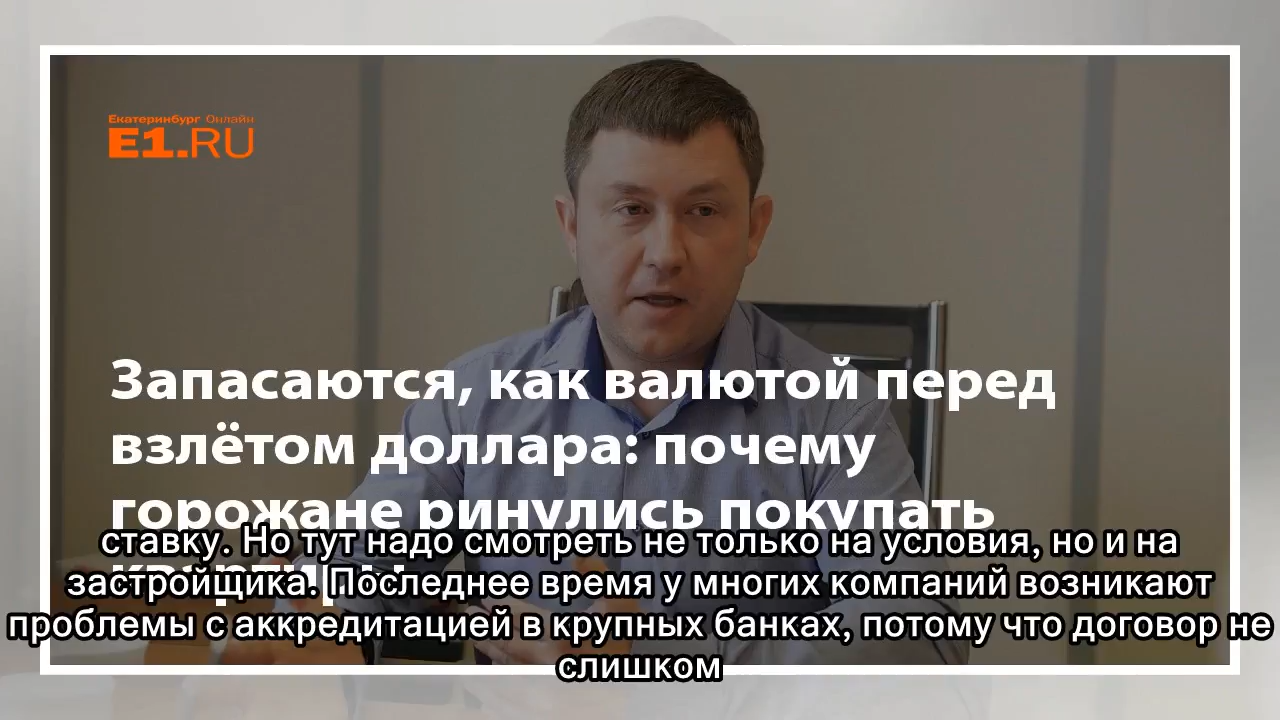 Екатеринбург Онлайн
E1.RU
Запасаются, как валютой перед
взлётом доллара: почему
горожане ринулись покупать
ставку. Но тут надо смотреть не только на условия, но и на
застройщика. Последнее время у многих компаний возникают
проблемы с аккредитацией в крупных банках, потому что договор не
слишком